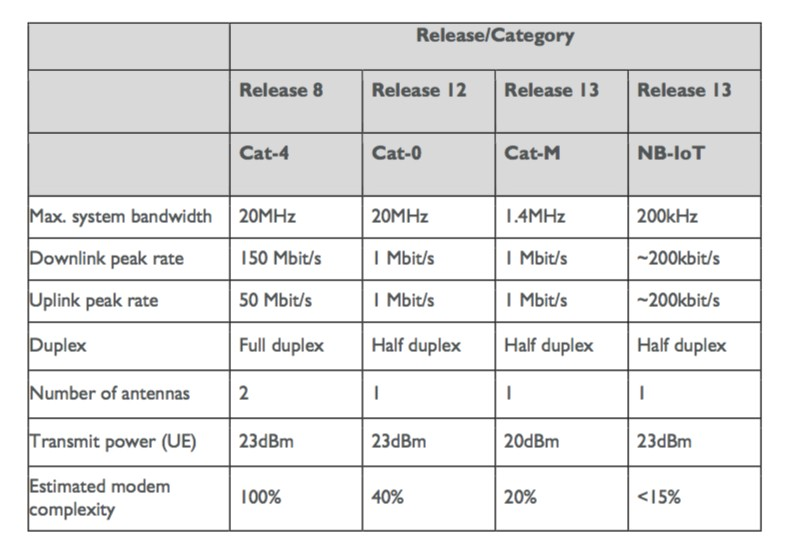 Release/Category
Release 8 Release 12 Release 13 Release 13
Cat-4 Cat-0 Cat-M NB-IoT
Max. system bandwidth 20MHz 20MHz 1.4MHz 200kHz
Downlink peak rate 150 Mbit/s 1 Mbit/s 1 Mbit/s ~200kbit/s
Uplink peak rate 50 Mbit/s 1 Mbit/s 1 Mbit/s ~200kbit/s
Duplex Full duplex Half duplex Half duplex Half duplex
Number of antennas 2 1 1 1
Transmit power (UE) 23dBm 23dBm 20dBm 23dBm
Estimated modem
complexity 100% 40% 20% <15%